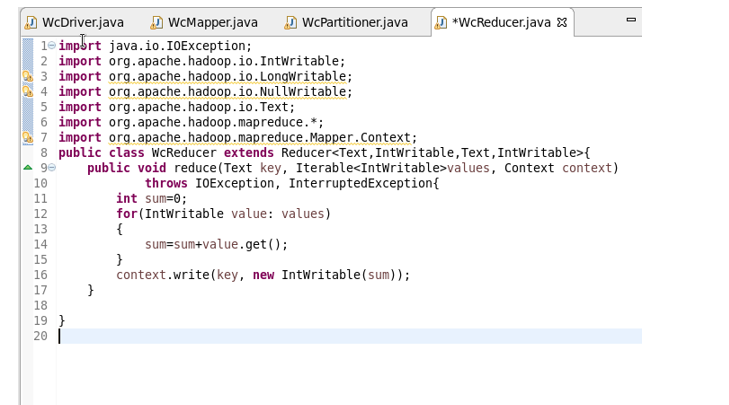 WcDriver.java WcMapper.java WcPartitioner.java *WcReducer.java
1 import java.io.IOException;
2 import org.apache.hadoop.io.IntWritable;
3 import org.apache.hadoop.io.LongWritable;
4 import org.apache.hadoop.io.NullWritable;
5 import org.apache.hadoop.io.Text;
6 import org.apache.hadoop.mapreduce.*;
7 import org.apache.hadoop.mapreduce.Mapper.Context;
8 public class WcReducer extends Reducer<Text,IntWritable,Text,IntWritable>{
9     public void reduce(Text key, Iterable<IntWritable>values, Context context)
10             throws IOException, InterruptedException{
11         int sum=0;
12         for(IntWritable value: values)
13         {
14             sum=sum+value.get();
15         }
16         context.write(key, new IntWritable(sum));
17     }
18
19 }
20